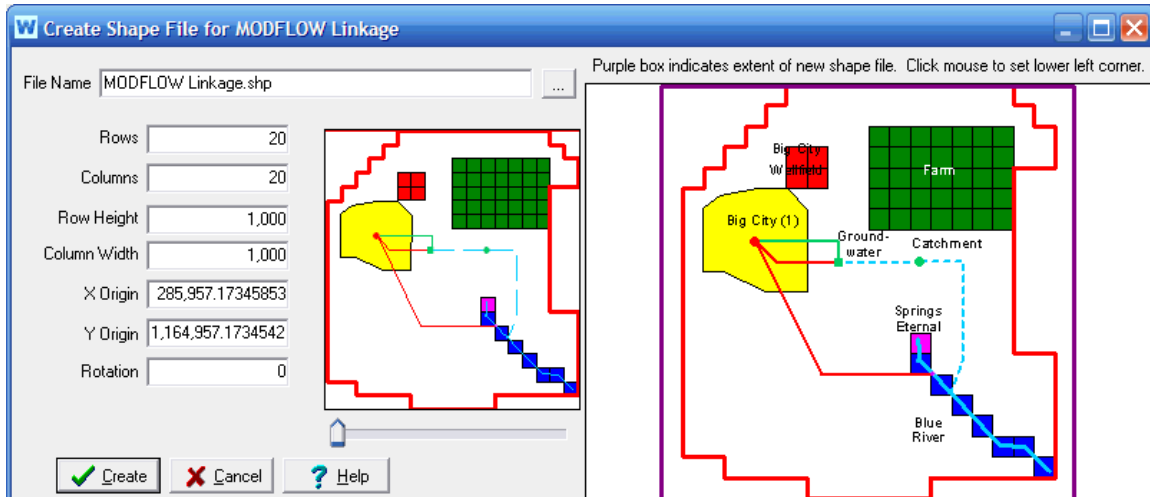 W Create Shape File for MODFLOW Linkage
File Name MODFLOW Linkage.shp ...
Rows 20
Columns 20
Row Height 1,000
Column Width 1,000
X Origin 285,957.17345853
Y Origin 1,164,957.1734542
Rotation 0
Create Cancel ? Help
Purple box indicates extent of new shape file. Click mouse to set lower left corner.
Big City
Wellfield
Farm
Big City (1)
Ground-
water
Catchment
Springs
Eternal
Blue
River